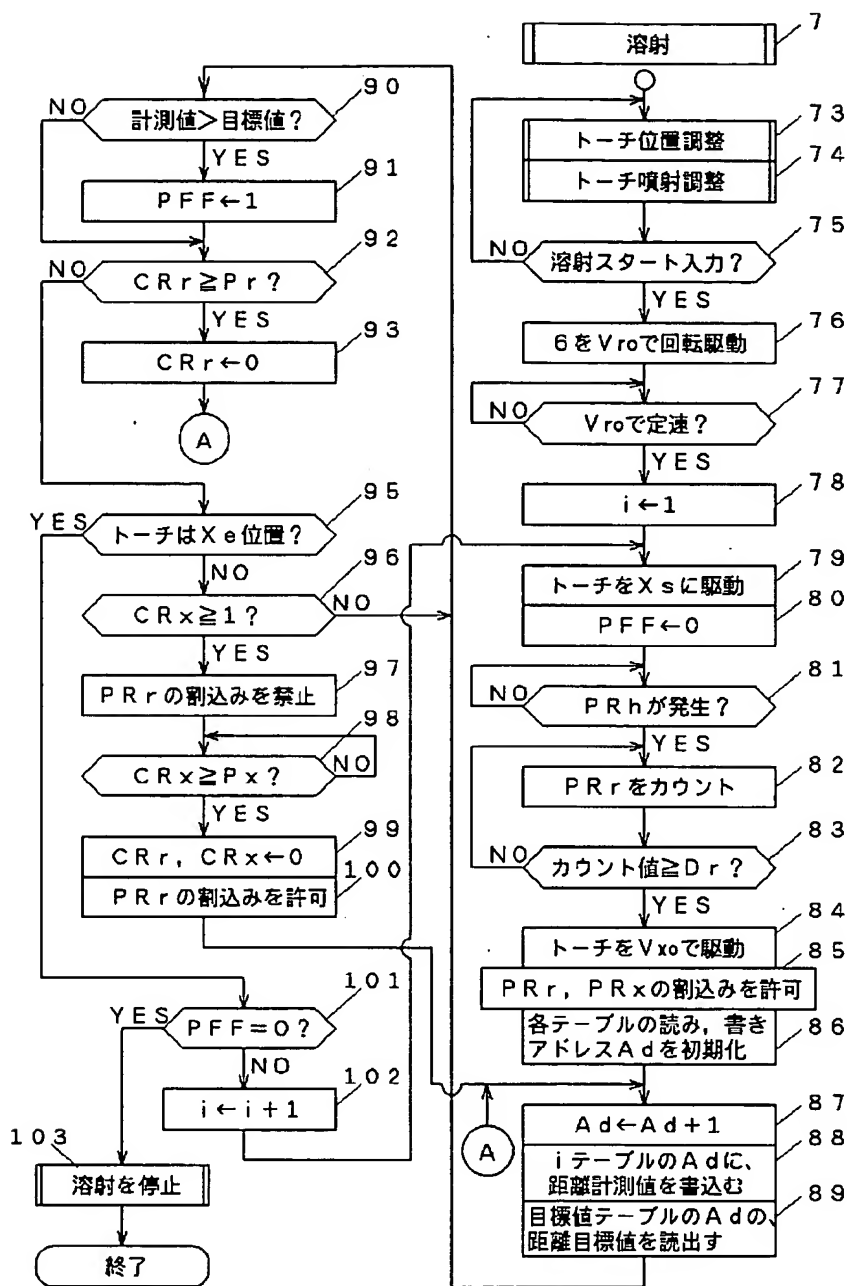 溶射
7
トーチ位置調整
73
トーチ噴射調整
74
溶射スタート入力？
75
NO
YES
6をVroで回転駆動
76
Vroで定速？
77
NO
YES
i←1
78
トーチをXsに駆動
79
PFF←0
80
PRhが発生？
81
NO
YES
PRrをカウント
82
カウント値≧Dr？
83
NO
YES
トーチをVxoで駆動
84
PRr，PRxの割込みを許可
85
各テーブルの読み，書き
アドレスAdを初期化
86
Ad←Ad+1
87
iテーブルのAdに、
距離計測値を書込む
88
目標値テーブルのAdの、
距離目標値を読出す
89
A
計測値＞目標値？
90
NO
YES
PFF←1
91
CRr≧Pr？
92
NO
YES
CRr←0
93
A
トーチはXe位置？
95
YES
NO
CRx≧1？
96
NO
YES
PRrの割込みを禁止
97
CRx≧Px？
98
NO
YES
CRr，CRx←0
99
PRrの割込みを許可
100
PFF=0？
101
YES
NO
i←i+1
102
溶射を停止
103
終了